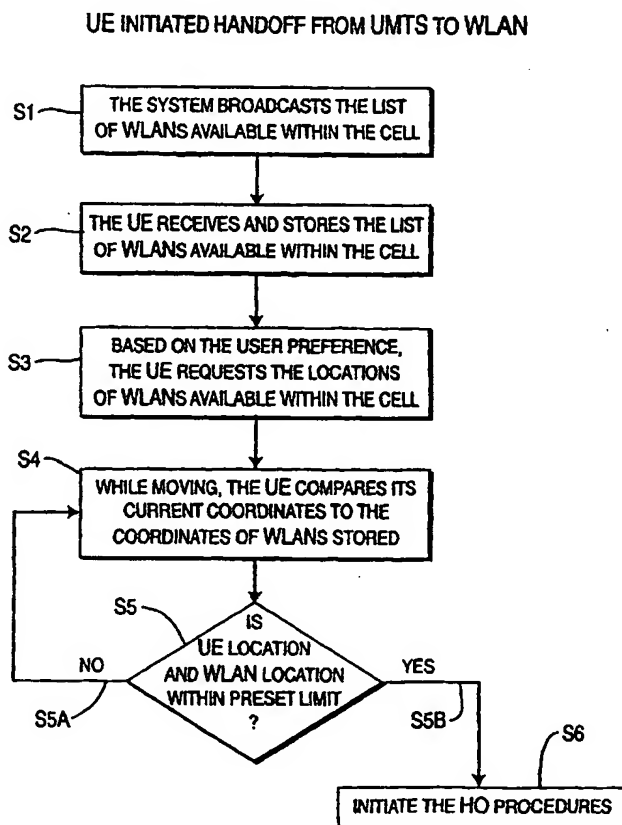 UE INITIATED HANDOFF FROM UMTS TO WLAN
S1
THE SYSTEM BROADCASTS THE LIST
OF WLANS AVAILABLE WITHIN THE CELL
S2
THE UE RECEIVES AND STORES THE LIST
OF WLANS AVAILABLE WITHIN THE CELL
S3
BASED ON THE USER PREFERENCE,
THE UE REQUESTS THE LOCATIONS
OF WLANS AVAILABLE WITHIN THE CELL
S4
WHILE MOVING, THE UE COMPARES ITS
CURRENT COORDINATES TO THE
COORDINATES OF WLANS STORED
S5
IS
UE LOCATION
AND WLAN LOCATION
WITHIN PRESET LIMIT
?
NO
S5A
YES
S5B
S6
INITIATE THE HO PROCEDURES